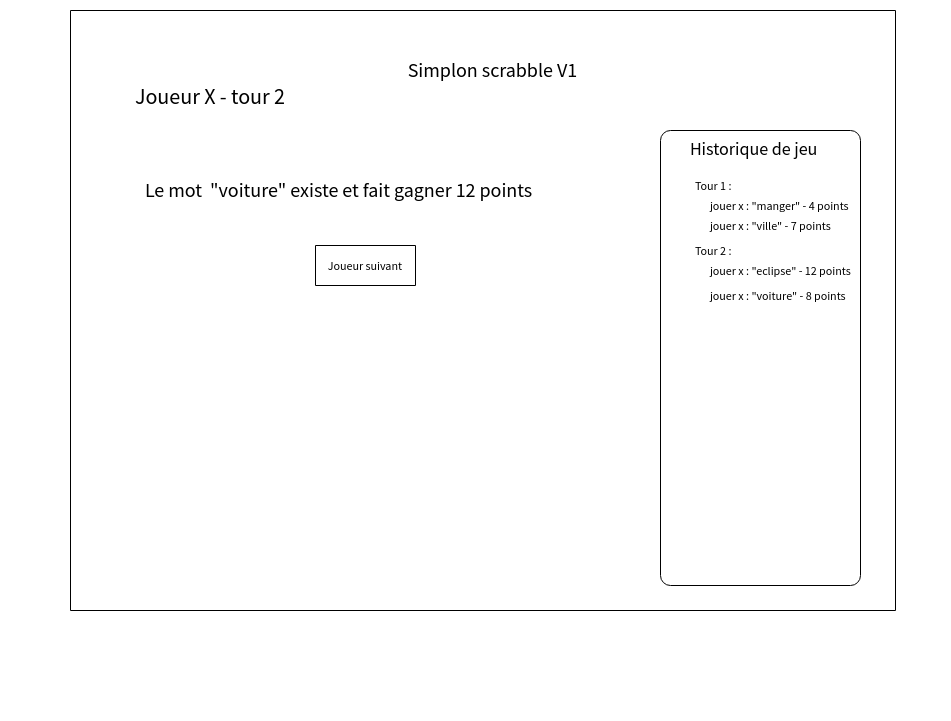 Simplon scrabble V1
Joueur X - tour 2
Le mot  "voiture" existe et fait gagner 12 points
Joueur suivant
Historique de jeu
Tour 1 :
jouer x : "manger" - 4 points
jouer x : "ville" - 7 points
Tour 2 :
jouer x : "eclipse" - 12 points
jouer x : "voiture" - 8 points